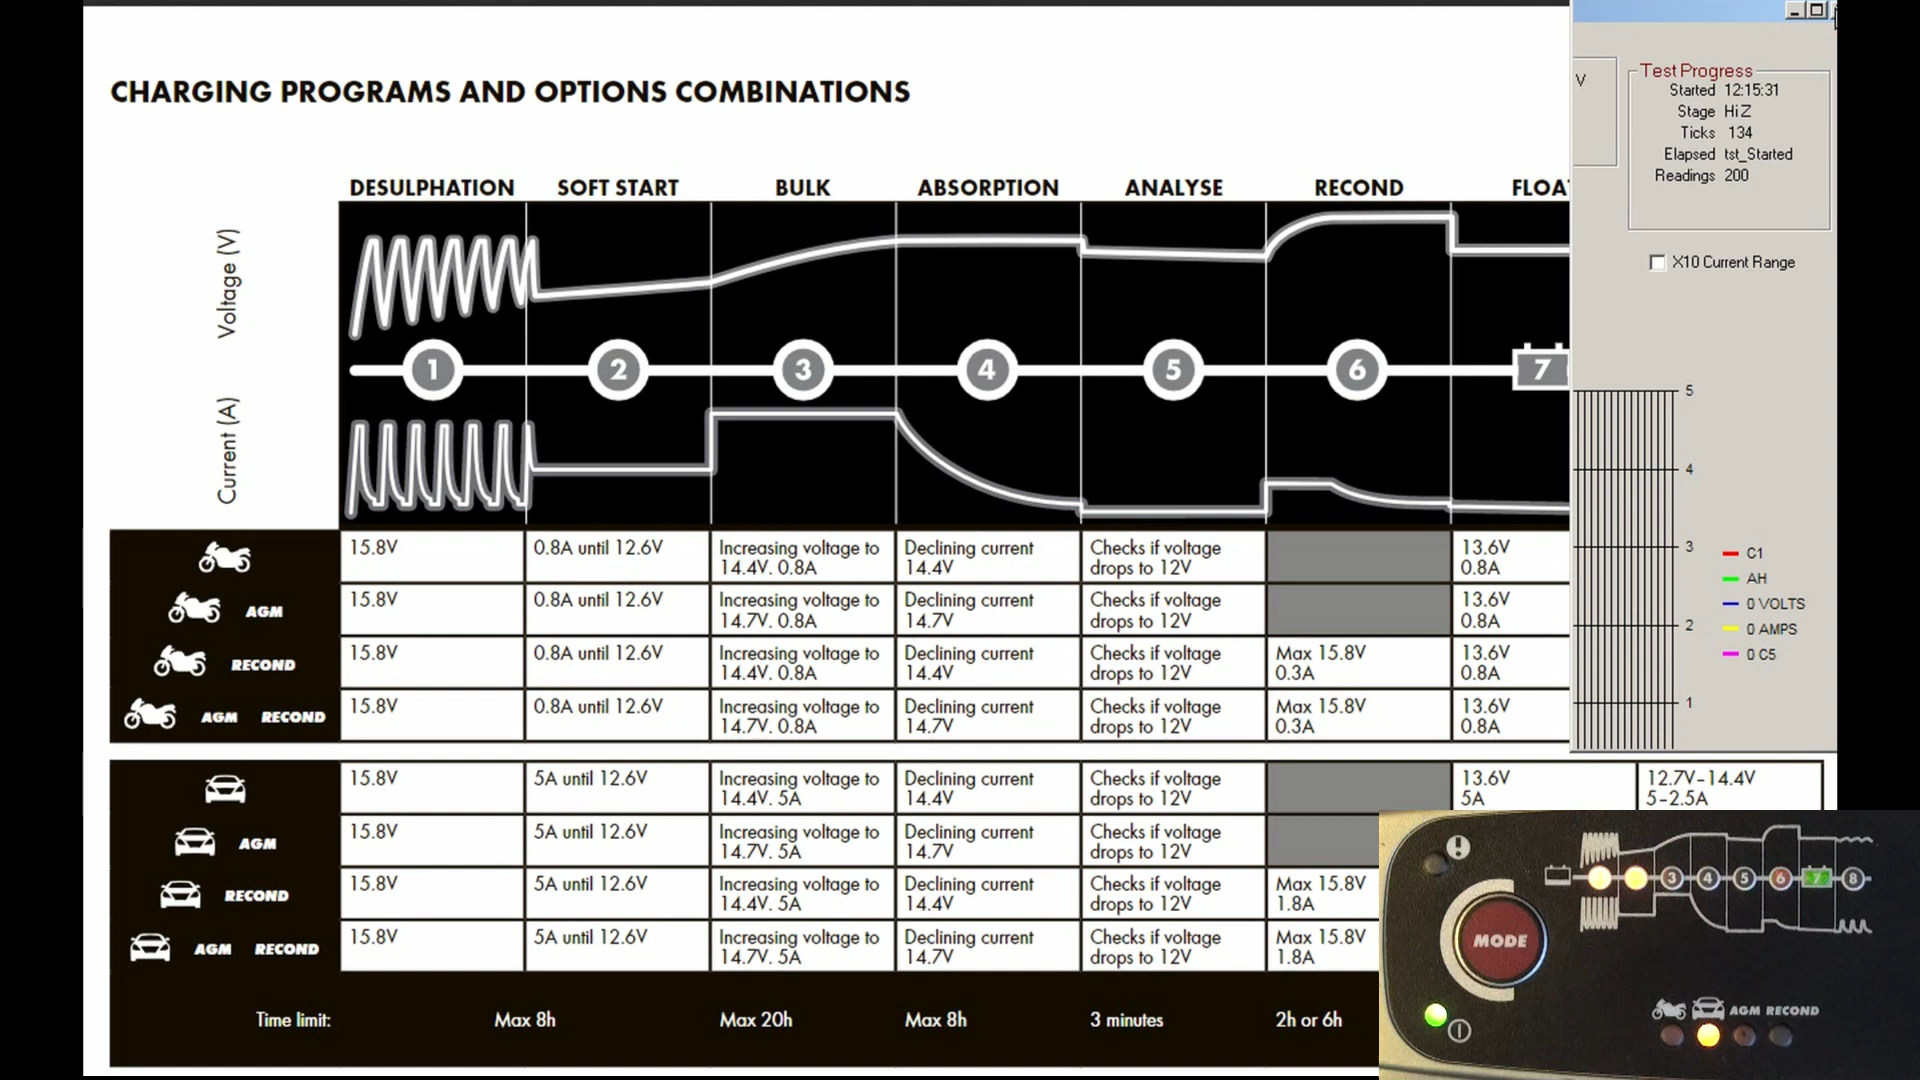 CHARGING PROGRAMS AND OPTIONS COMBINATIONS
V
Test Progress
Started 12:15:31
Stage Hi Z
Ticks 134
Elapsed tst_Started
Readings 200
X10 Current Range
DESULPHATION SOFT START BULK ABSORPTION ANALYSE RECOND FLOA
Voltage (V)
1 2 3 4 5 6 7
Current (A)
5
4
3
2
1
C1
AH
0 VOLTS
0 AMPS
0 C5
15.8V 0.8A until 12.6V Increasing voltage to Declining current Checks if voltage 13.6V
14.4V. 0.8A 14.4V drops to 12V 0.8A
AGM 15.8V 0.8A until 12.6V Increasing voltage to Declining current Checks if voltage 13.6V
14.7V. 0.8A 14.7V drops to 12V 0.8A
RECOND 15.8V 0.8A until 12.6V Increasing voltage to Declining current Checks if voltage Max 15.8V 13.6V
14.4V. 0.8A 14.4V drops to 12V 0.3A 0.8A
AGM RECOND 15.8V 0.8A until 12.6V Increasing voltage to Declining current Checks if voltage Max 15.8V 13.6V
14.7V. 0.8A 14.7V drops to 12V 0.3A 0.8A
15.8V 5A until 12.6V Increasing voltage to Declining current Checks if voltage 13.6V 12.7V–14.4V
14.4V. 5A 14.4V drops to 12V 5A 5–2.5A
AGM 15.8V 5A until 12.6V Increasing voltage to Declining current Checks if voltage
14.7V. 5A 14.7V drops to 12V
RECOND 15.8V 5A until 12.6V Increasing voltage to Declining current Checks if voltage Max 15.8V
14.4V. 5A 14.4V drops to 12V 1.8A
AGM RECOND 15.8V 5A until 12.6V Increasing voltage to Declining current Checks if voltage Max 15.8V
14.7V. 5A 14.7V drops to 12V 1.8A
Time limit: Max 8h Max 20h Max 8h 3 minutes 2h or 6h
3 4 5 6 7 8
MODE
AGM RECOND